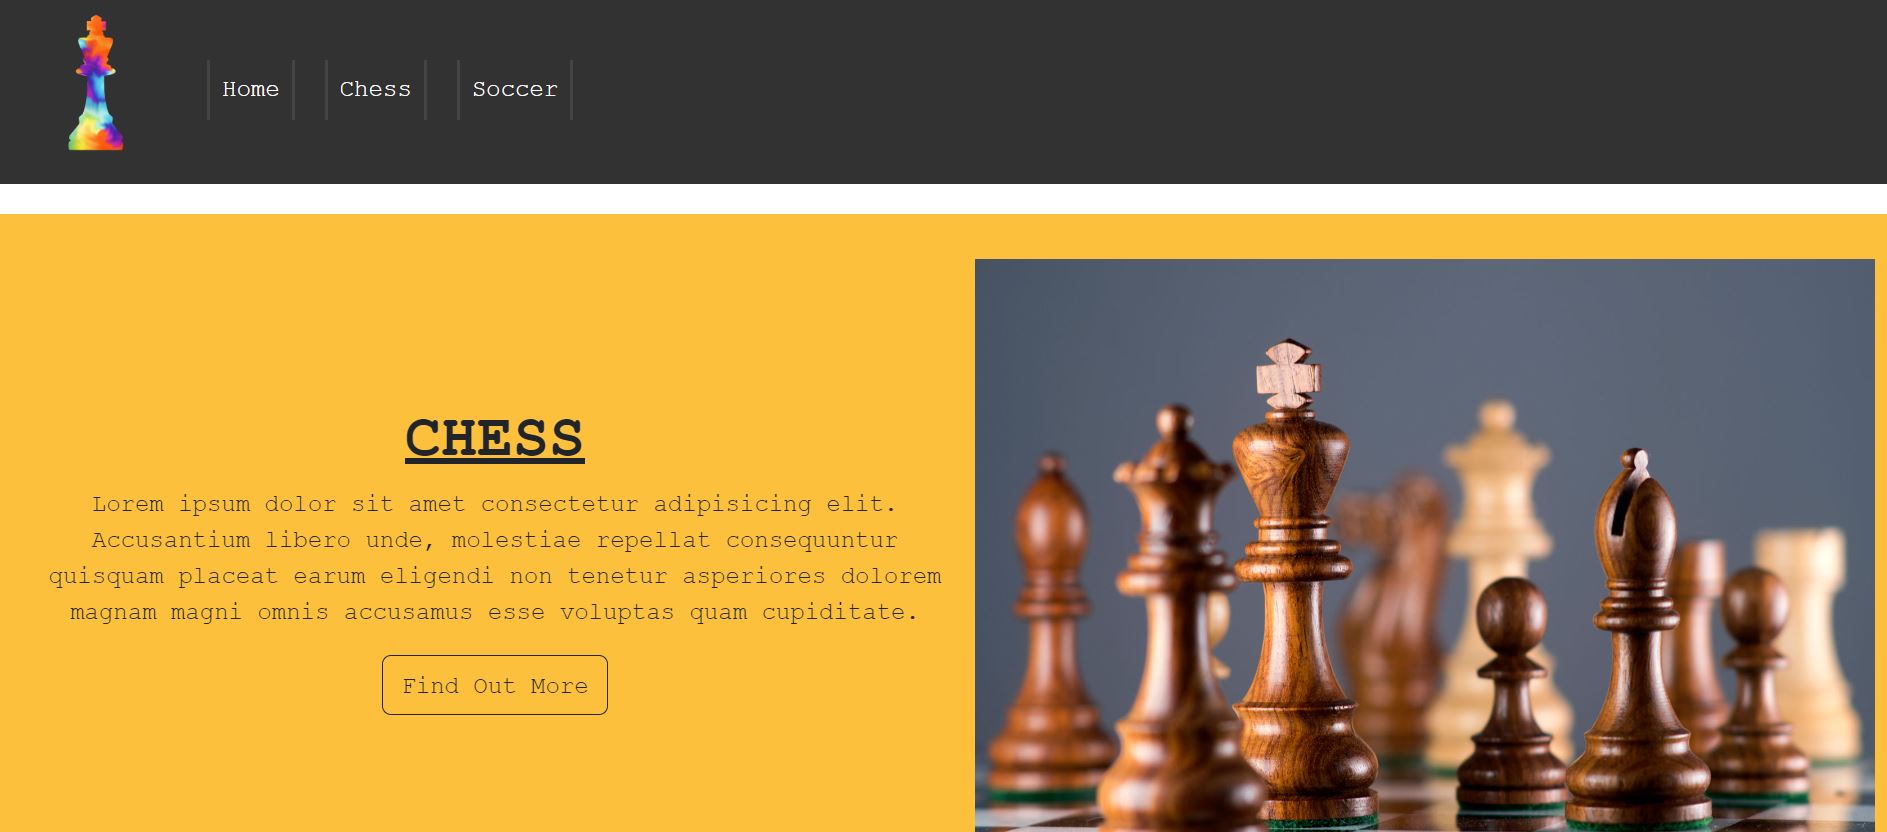 Home
Chess
Soccer
CHESS
Lorem ipsum dolor sit amet consectetur adipisicing elit.
Accusantium libero unde, molestiae repellat consequuntur
quisquam placeat earum eligendi non tenetur asperiores dolorem
magnam magni omnis accusamus esse voluptas quam cupiditate.
Find Out More